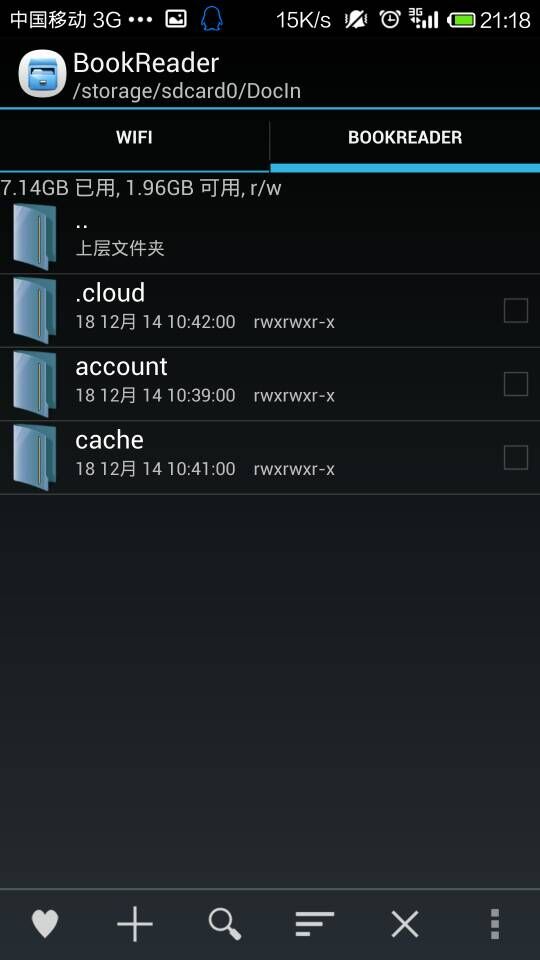 中国移动 3G ••• 15K/s 3G 21:18
BookReader
/storage/sdcard0/DocIn
WIFI BOOKREADER
7.14GB 已用, 1.96GB 可用, r/w
..
上层文件夹
.cloud
18 12月 14 10:42:00 rwxrwxr-x
account
18 12月 14 10:39:00 rwxrwxr-x
cache
18 12月 14 10:41:00 rwxrwxr-x